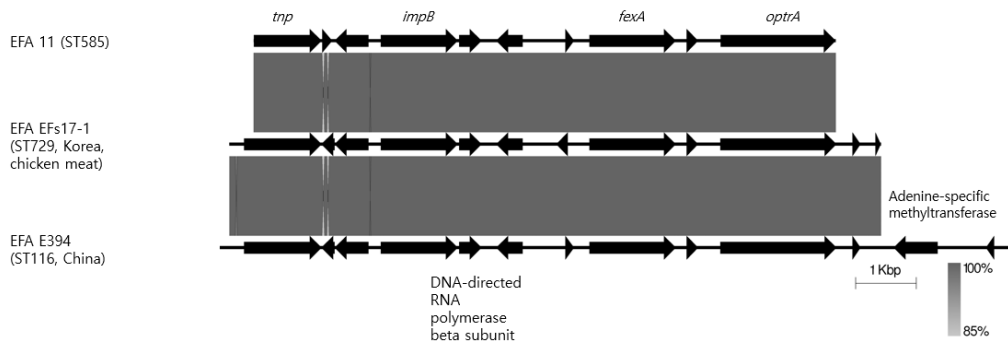 tnp impB fexA optrA
EFA 11 (ST585)
EFA EFs17-1
(ST729, Korea,
chicken meat)
Adenine-specific
methyltransferase
EFA E394
(ST116, China)
1 Kbp
100%
85%
DNA-directed
RNA
polymerase
beta subunit